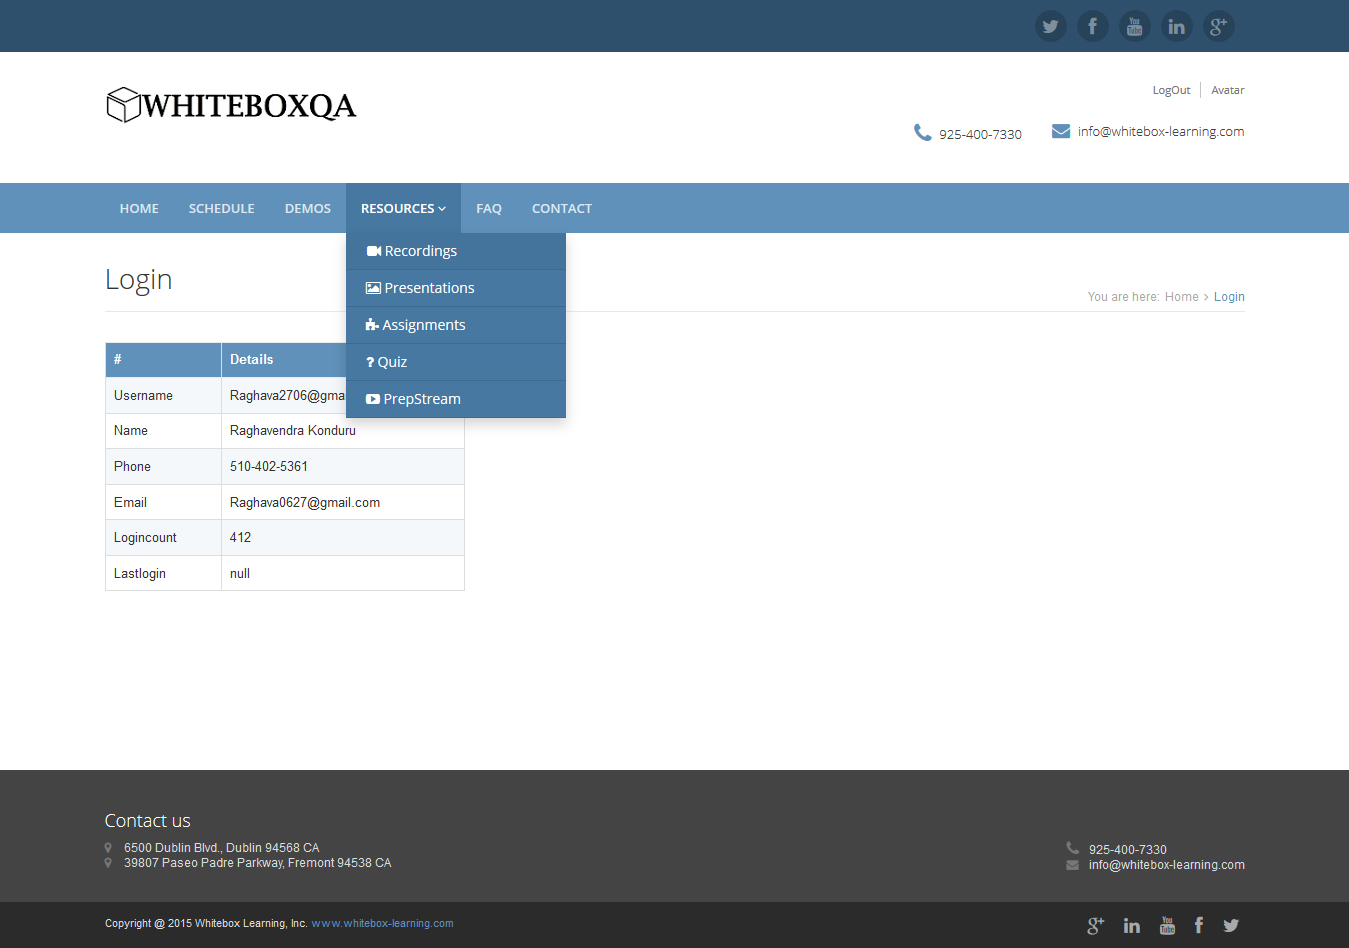 WHITEBOXQA
LogOut Avatar
925-400-7330 info@whitebox-learning.com
HOME SCHEDULE DEMOS RESOURCES FAQ CONTACT
Recordings
Presentations
Assignments
? Quiz
PrepStream
Login
You are here: Home > Login
# Details
Username Raghava2706@gma
Name Raghavendra Konduru
Phone 510-402-5361
Email Raghava0627@gmail.com
Logincount 412
Lastlogin null
Contact us
6500 Dublin Blvd., Dublin 94568 CA
39807 Paseo Padre Parkway, Fremont 94538 CA
925-400-7330
info@whitebox-learning.com
Copyright @ 2015 Whitebox Learning, Inc. www.whitebox-learning.com